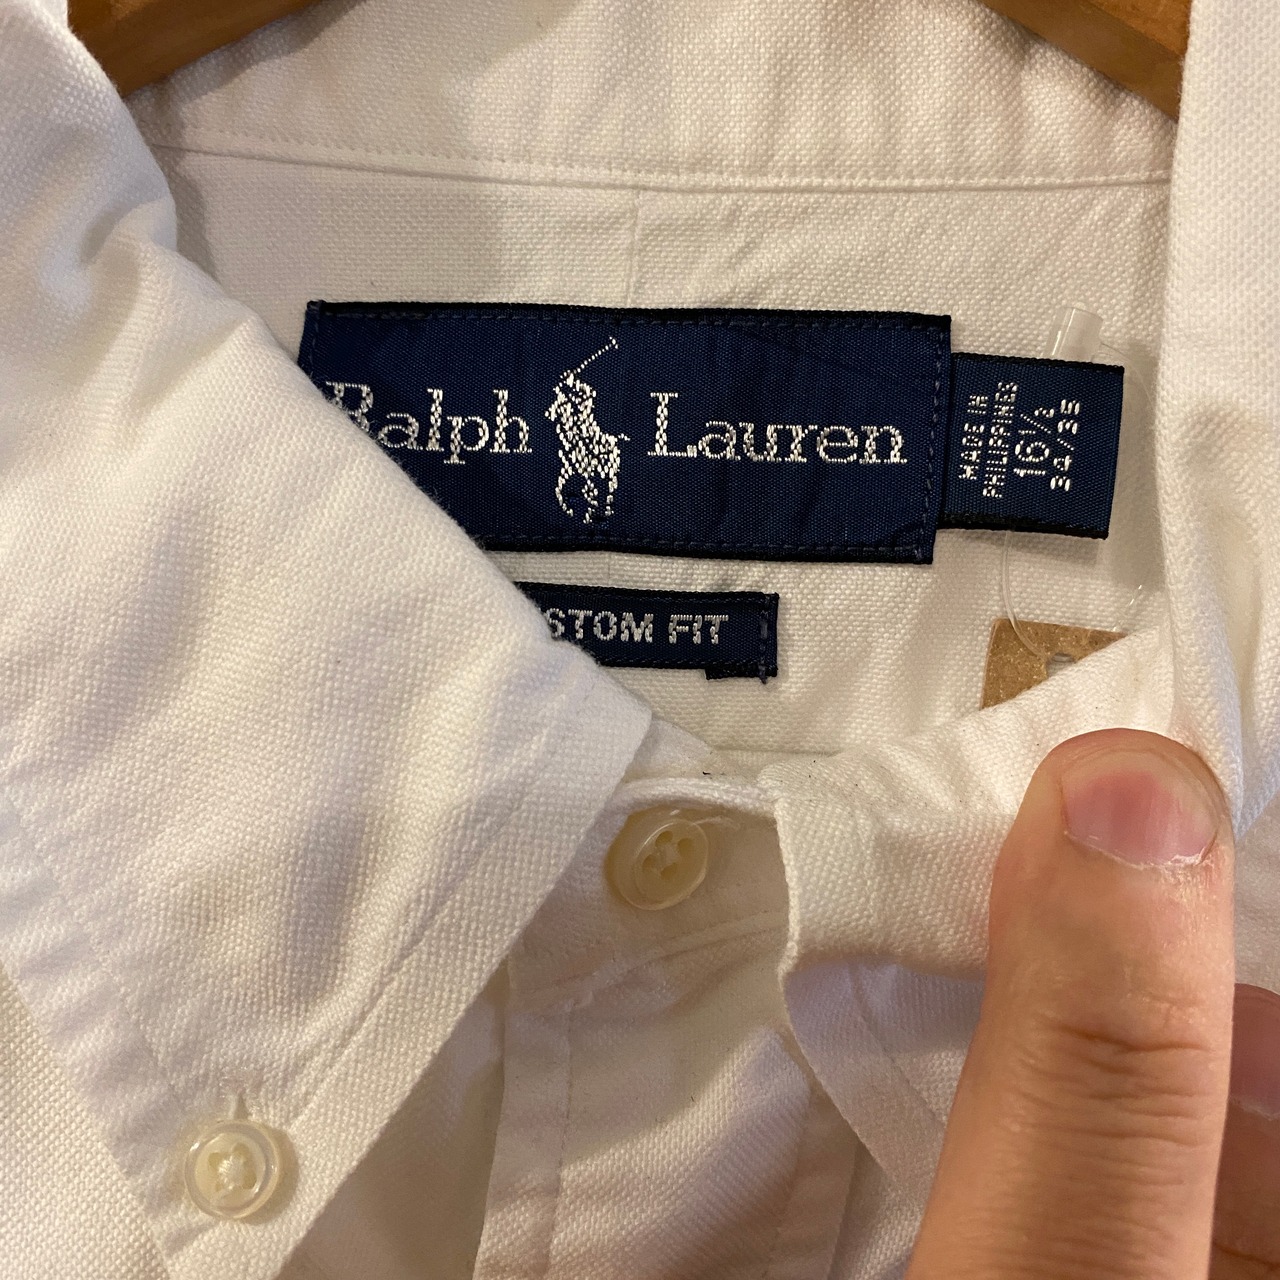 Ralph Lauren
MADE IN
PHILIPPINES
16½
34/35
STOM FIT